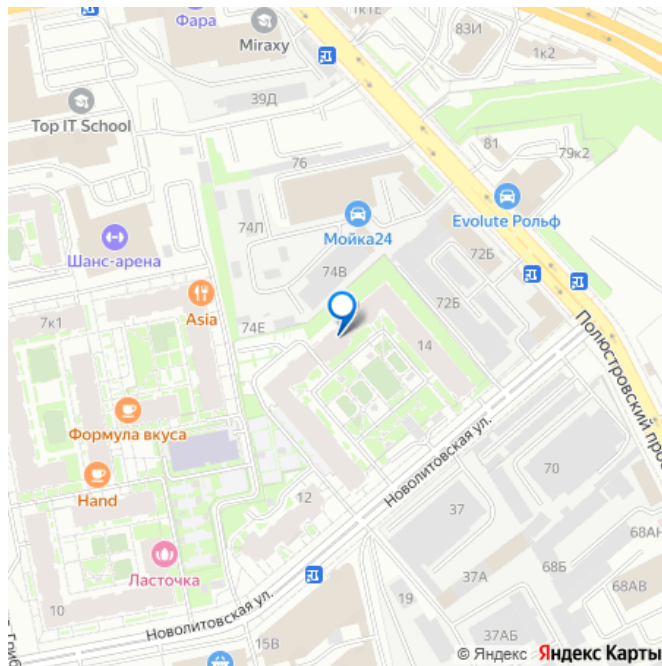 Фара
1к1Е
83И
Miraxy
1к2
39Д
Top IT School
76
81
79к2
74Л
Evolute Рольф
Мойка24
Шанс-арена
72Б
74В
72Б
7к1
Asia
74Е
14
Полюстровский про
Формула вкуса
Новолитовская ул.
70
Hand
12
37
68АН
Ласточка
37А
68Б
10
19
68АВ
Новолитовская ул.
15В
37АБ
© Яндекс Яндекс Карты